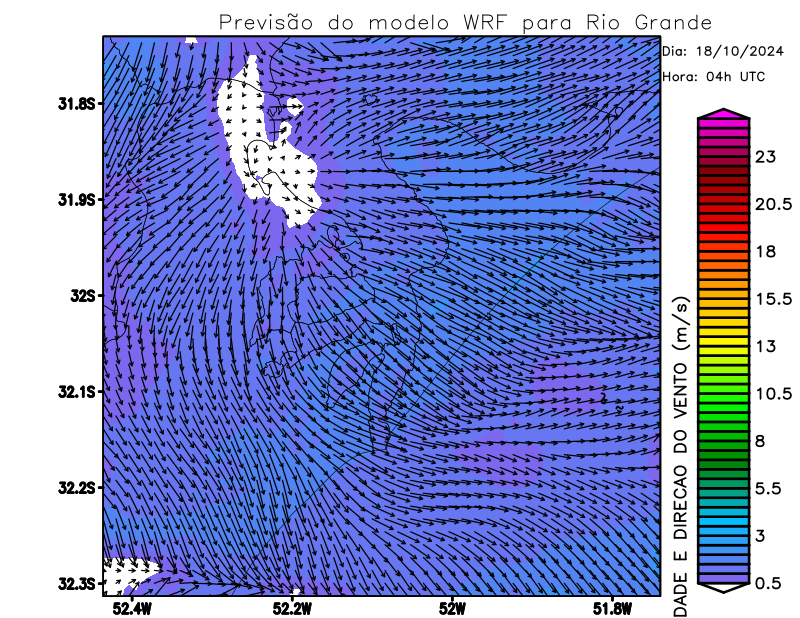 Previsão do modelo WRF para Rio Grande
Dia: 18/10/2024
Hora: 04h UTC
31.8S
31.9S
32S
32.1S
32.2S
32.3S
52.4W
52.2W
52W
51.8W
23
20.5
18
15.5
13
10.5
8
5.5
3
0.5
DADE E DIRECAO DO VENTO (m/s)